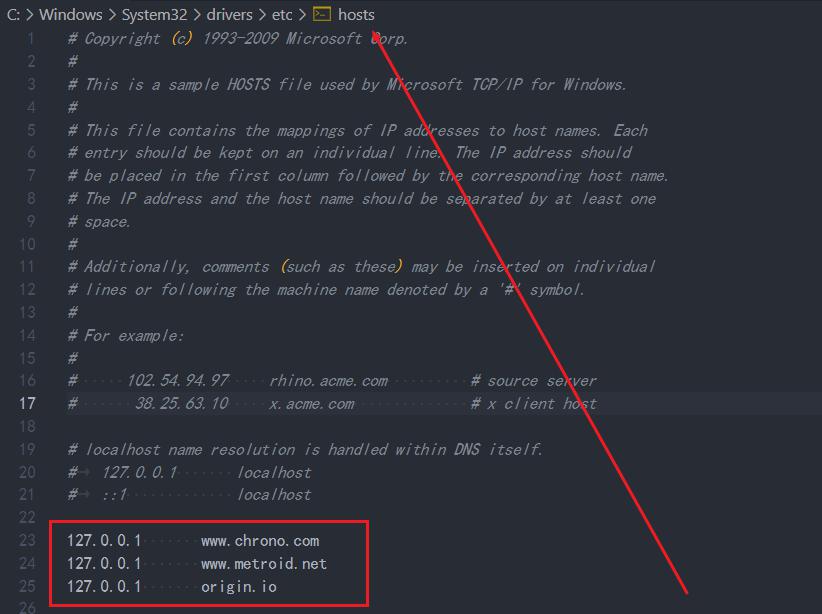 C: > Windows > System32 > drivers > etc > hosts
1 # Copyright (c) 1993-2009 Microsoft Corp.
2 #
3 # This is a sample HOSTS file used by Microsoft TCP/IP for Windows.
4 #
5 # This file contains the mappings of IP addresses to host names. Each
6 # entry should be kept on an individual line. The IP address should
7 # be placed in the first column followed by the corresponding host name.
8 # The IP address and the host name should be separated by at least one
9 # space.
10 #
11 # Additionally, comments (such as these) may be inserted on individual
12 # lines or following the machine name denoted by a '#' symbol.
13 #
14 # For example:
15 #
16 # 102.54.94.97 rhino.acme.com # source server
17 # 38.25.63.10 x.acme.com # x client host
18
19 # localhost name resolution is handled within DNS itself.
20 # 127.0.0.1 localhost
21 # ::1 localhost
22
23 127.0.0.1 www.chrono.com
24 127.0.0.1 www.metroid.net
25 127.0.0.1 origin.io
26